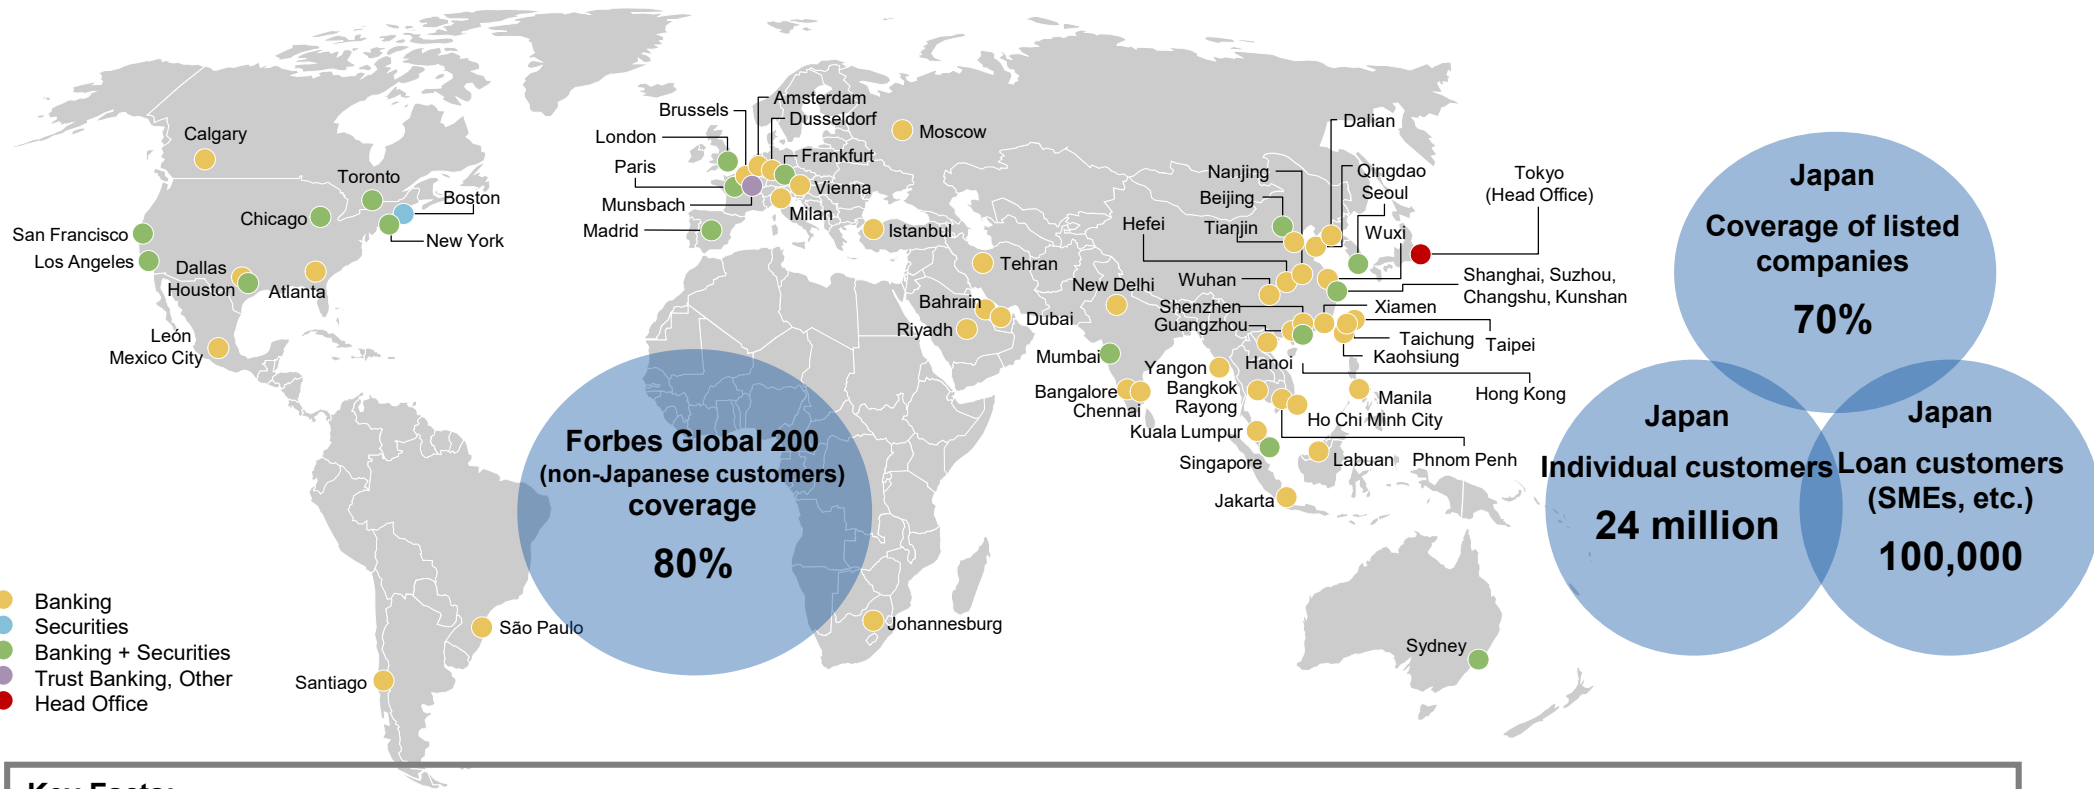 Calgary
Toronto
Boston
Chicago
New York
San Francisco
Los Angeles
Dallas
Houston
Atlanta
León
Mexico City
São Paulo
Santiago
Brussels
Amsterdam
Dusseldorf
London
Frankfurt
Paris
Vienna
Munsbach
Milan
Madrid
Moscow
Istanbul
Tehran
Bahrain
Dubai
Riyadh
Johannesburg
New Delhi
Mumbai
Bangalore
Chennai
Dalian
Nanjing
Qingdao
Beijing
Seoul
Hefei
Tianjin
Wuxi
Tokyo
(Head Office)
Wuhan
Shanghai, Suzhou,
Changshu, Kunshan
Shenzhen
Xiamen
Guangzhou
Taichung
Taipei
Kaohsiung
Hanoi
Hong Kong
Yangon
Bangkok
Rayong
Manila
Ho Chi Minh City
Kuala Lumpur
Singapore
Labuan
Phnom Penh
Jakarta
Sydney
Forbes Global 200
(non-Japanese customers)
coverage
80%
Japan
Coverage of listed
companies
70%
Japan
Individual customers
24 million
Japan
Loan customers
(SMEs, etc.)
100,000
Banking
Securities
Banking + Securities
Trust Banking, Other
Head Office
Key Facts: